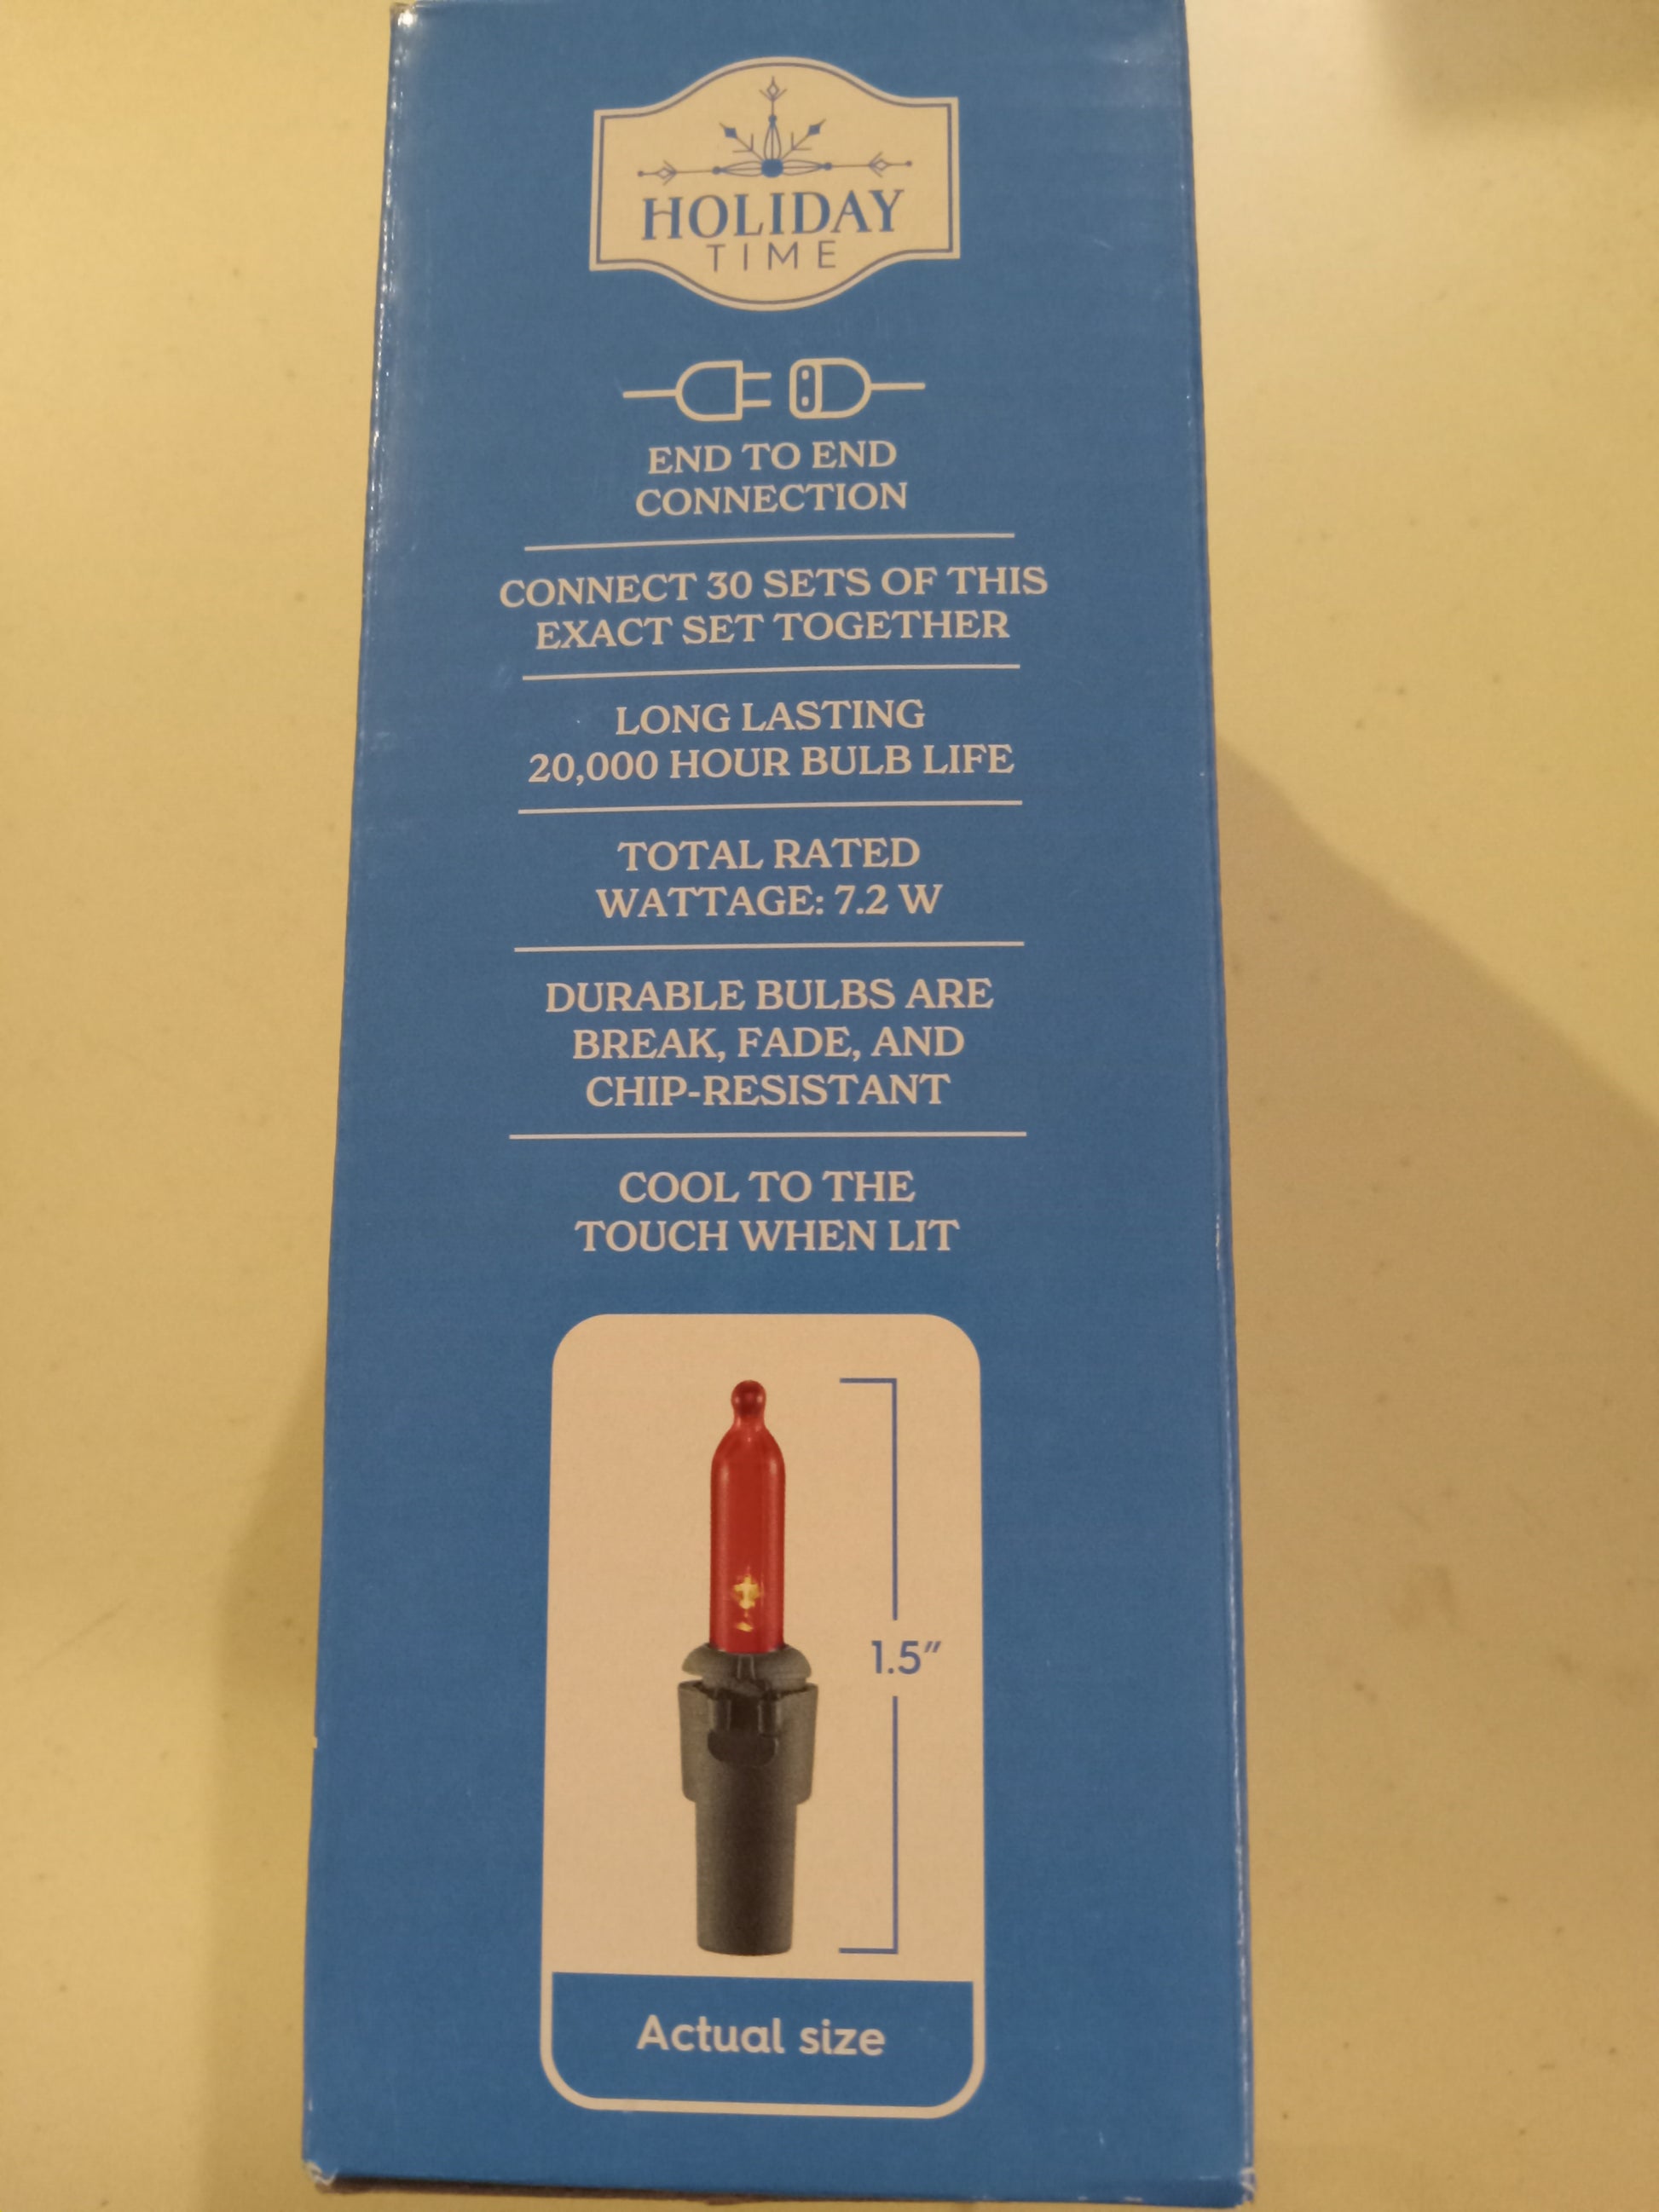 HOLIDAY
TIME
END TO END
CONNECTION
CONNECT 30 SETS OF THIS
EXACT SET TOGETHER
LONG LASTING
20,000 HOUR BULB LIFE
TOTAL RATED
WATTAGE: 7.2 W
DURABLE BULBS ARE
BREAK, FADE, AND
CHIP-RESISTANT
COOL TO THE
TOUCH WHEN LIT
1.5"
Actual size